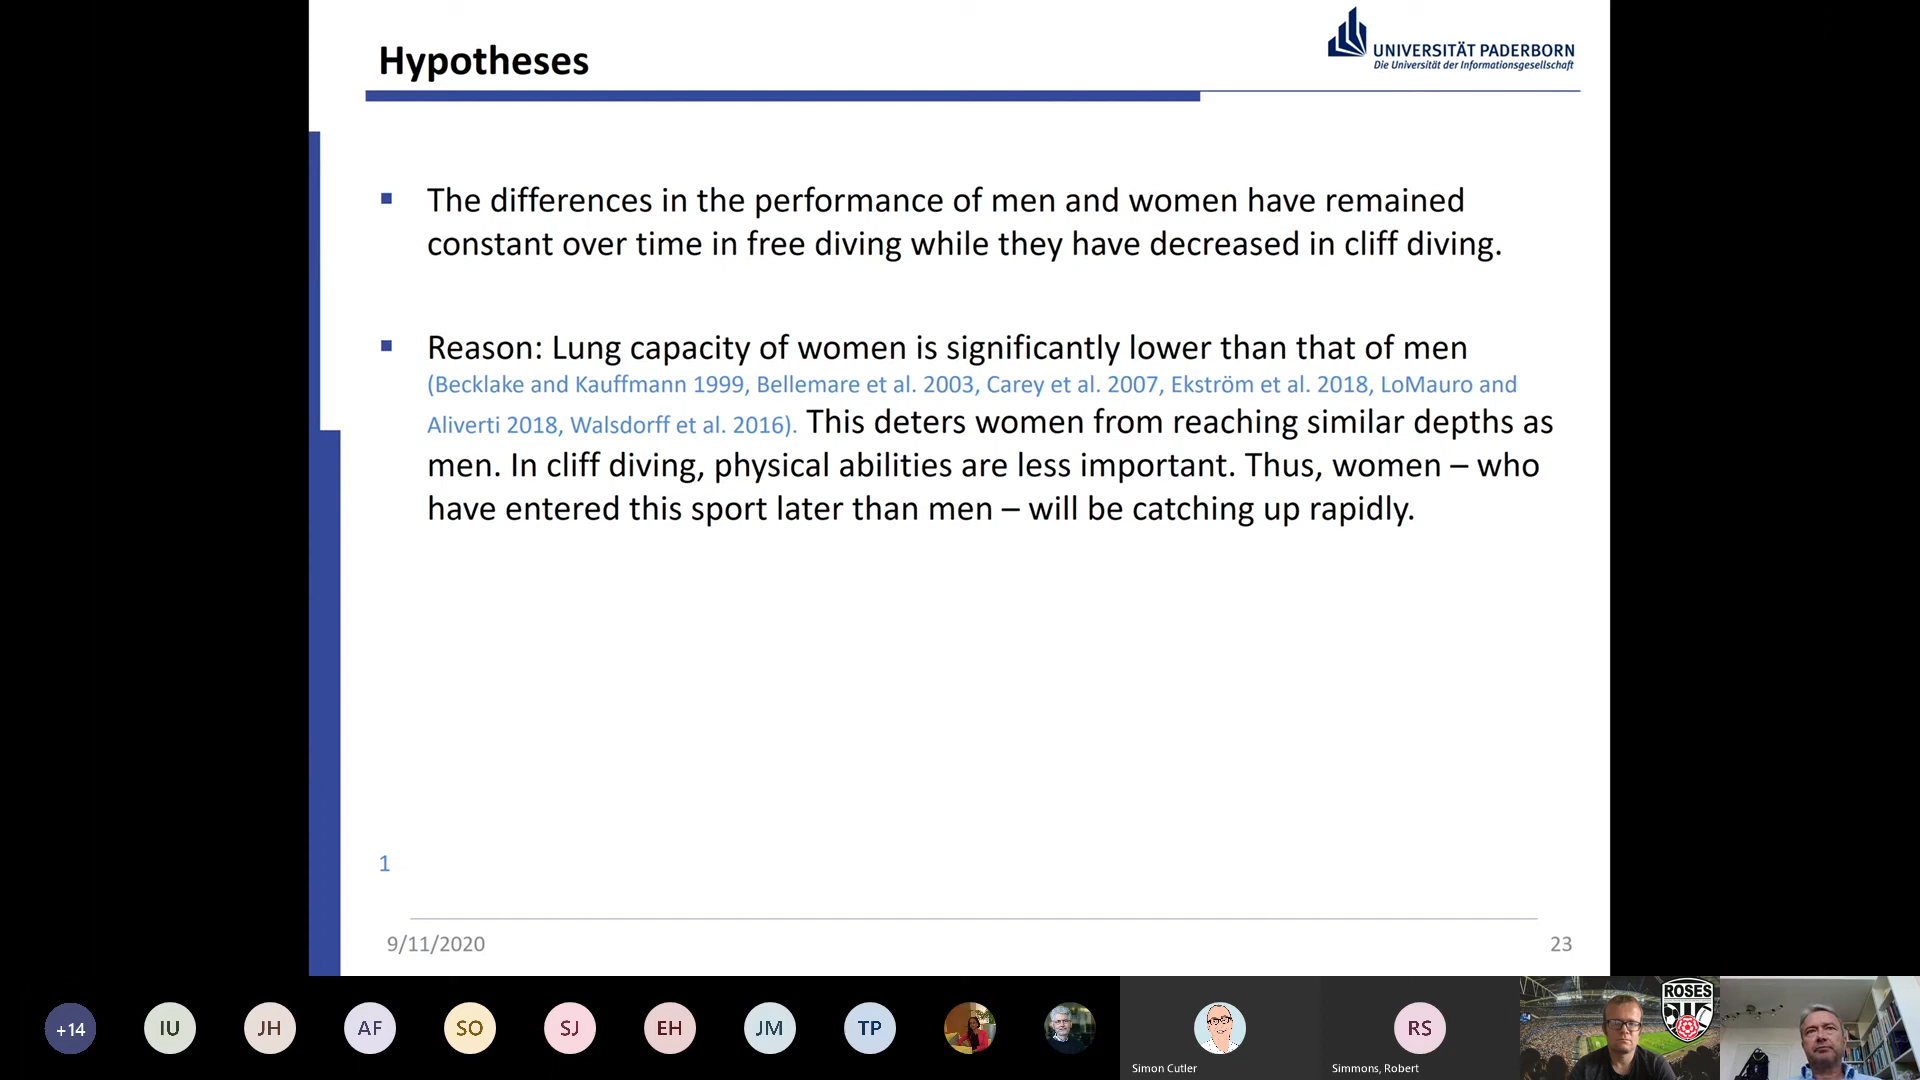 Hypotheses
UNIVERSITÄT PADERBORN
Die Universität der Informationsgesellschaft
The differences in the performance of men and women have remained
constant over time in free diving while they have decreased in cliff diving.
Reason: Lung capacity of women is significantly lower than that of men
(Becklake and Kauffmann 1999, Bellemare et al. 2003, Carey et al. 2007, Ekström et al. 2018, LoMauro and
Aliverti 2018, Walsdorff et al. 2016). This deters women from reaching similar depths as
men. In cliff diving, physical abilities are less important. Thus, women – who
have entered this sport later than men – will be catching up rapidly.
1
9/11/2020
23
+14
IU
JH
AF
SO
SJ
EH
JM
TP
Simon Cutler
RS
Simmons, Robert
ROSES